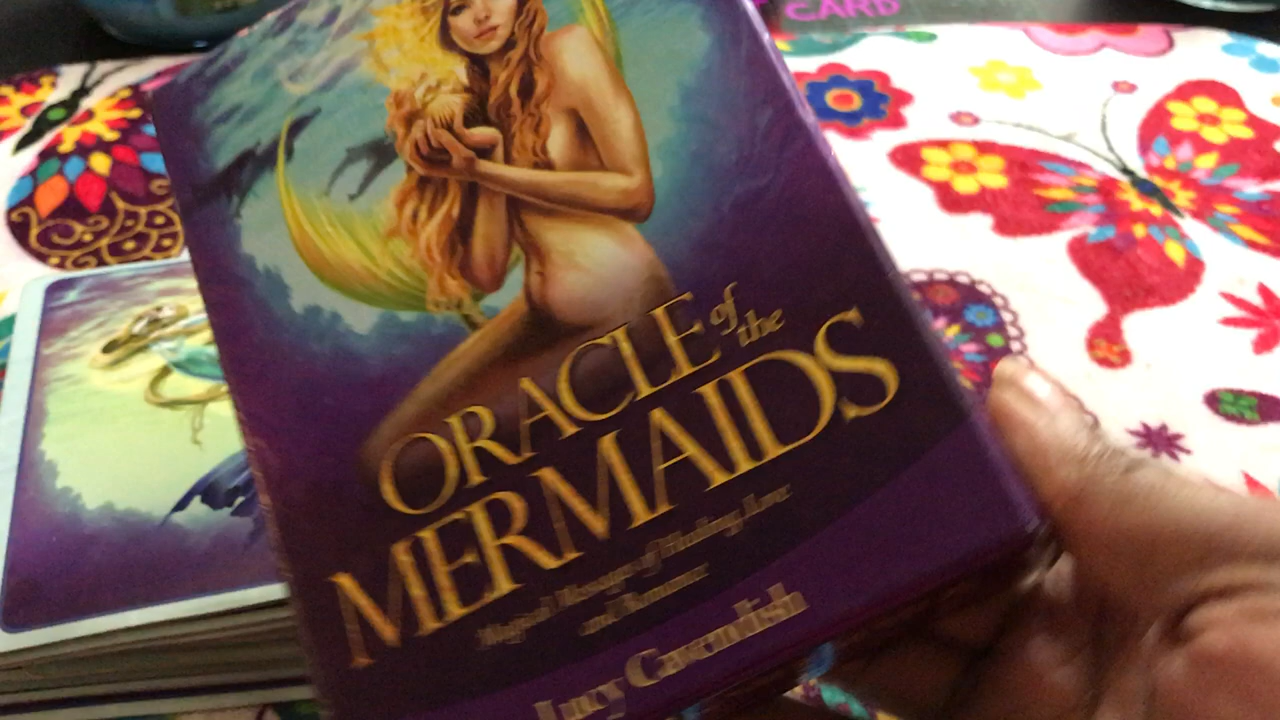 CARD
ORACLE of the
MERMAIDS
Magical Messages of Healing, Love
and Romance
Lucy Cavendish